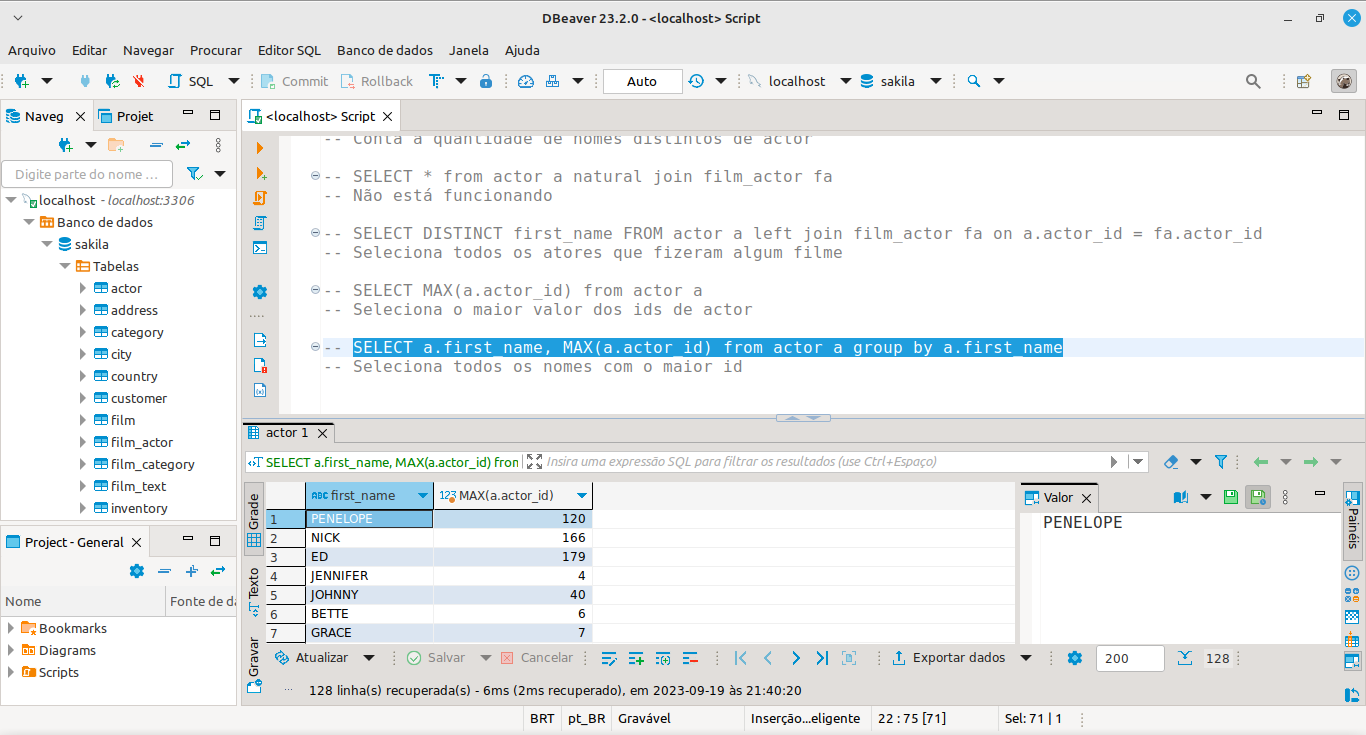 DBeaver 23.2.0 - <localhost> Script
Arquivo Editar Navegar Procurar Editor SQL Banco de dados Janela Ajuda
SQL Commit Rollback Auto localhost sakila
Naveg Projet
<localhost> Script
Digite parte do nome ...
localhost - localhost:3306
Banco de dados
sakila
Tabelas
actor
address
category
city
country
customer
film
film_actor
film_category
film_text
inventory
Project - General
Nome Fonte de da
Bookmarks
Diagrams
Scripts
-- Conta a quantidade de nomes distintos de actor
-- SELECT * from actor a natural join film_actor fa
-- Não está funcionando
-- SELECT DISTINCT first_name FROM actor a left join film_actor fa on a.actor_id = fa.actor_id
-- Seleciona todos os atores que fizeram algum filme
-- SELECT MAX(a.actor_id) from actor a
-- Seleciona o maior valor dos ids de actor
-- SELECT a.first_name, MAX(a.actor_id) from actor a group by a.first_name
-- Seleciona todos os nomes com o maior id
actor 1
SELECT a.first_name, MAX(a.actor_id) from Insira uma expressão SQL para filtrar os resultados (use Ctrl+Espaço)
Grade
Texto
Gravar
ABC first_name 123 MAX(a.actor_id)
1 PENELOPE 120
2 NICK 166
3 ED 179
4 JENNIFER 4
5 JOHNNY 40
6 BETTE 6
7 GRACE 7
Valor
PENELOPE
Painéis
Atualizar Salvar Cancelar Exportar dados 200 128
128 linha(s) recuperada(s) - 6ms (2ms recuperado), em 2023-09-19 às 21:40:20
BRT pt_BR Gravável Inserção...eligente 22 : 75 [71] Sel: 71 | 1